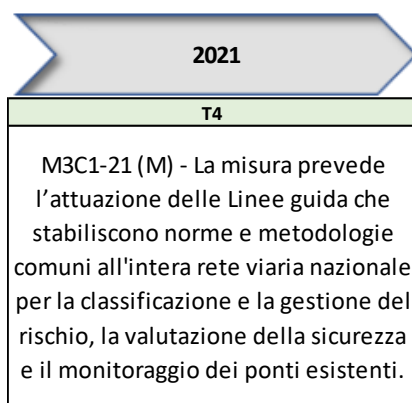 2021
T4
M3C1-21 (M) - La misura prevede
l’attuazione delle Linee guida che
stabiliscono norme e metodologie
comuni all'intera rete viaria nazionale
per la classificazione e la gestione del
rischio, la valutazione della sicurezza
e il monitoraggio dei ponti esistenti.